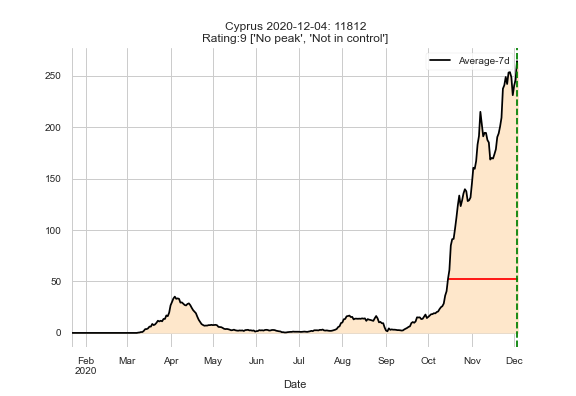 Cyprus 2020-12-04: 11812
Rating:9 ['No peak', 'Not in control']
Average-7d
250
200
150
100
50
0
Feb Mar Apr May Jun Jul Aug Sep Oct Nov Dec
2020
Date